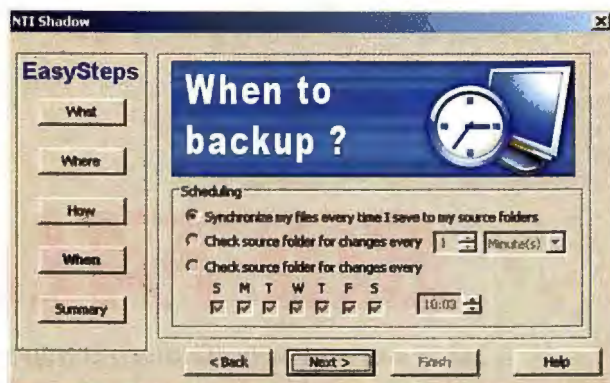 NTI Shadow
EasySteps
What
Where
How
When
Summary
When to
backup ?
Scheduling
Synchronize my files every time I save to my source folders
Check source folder for changes every 1 Minute(s)
Check source folder for changes every
S M T W T F S
10:03
< Back Next > Finish Help